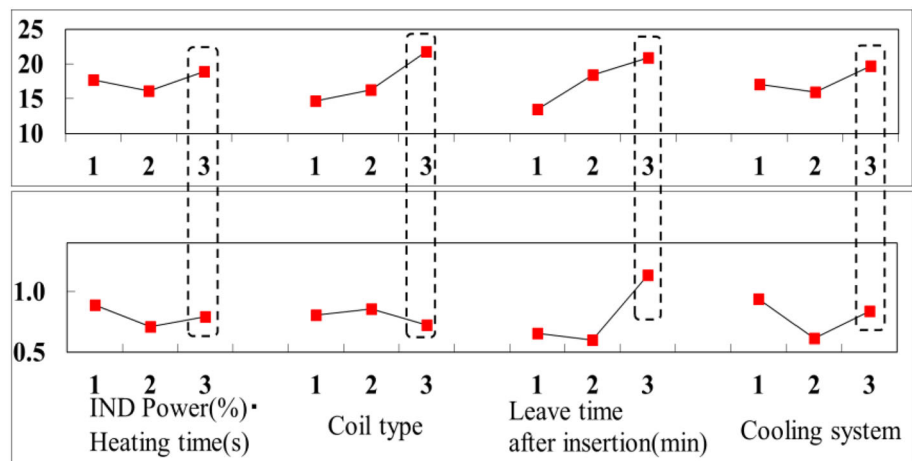 25
20
15
10
1 2 3 1 2 3 1 2 3 1 2 3
1.0
0.5
1 2 3 1 2 3 1 2 3 1 2 3
IND Power(%)・
Heating time(s)
Coil type
Leave time
after insertion(min)
Cooling system